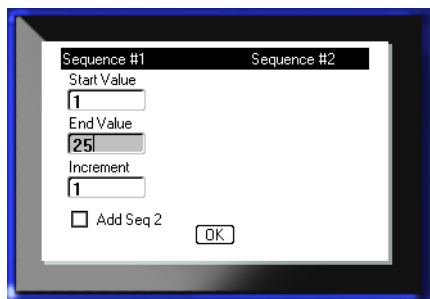 Sequence #1 Sequence #2
Start Value
1
End Value
25
Increment
1
Add Seq 2
OK